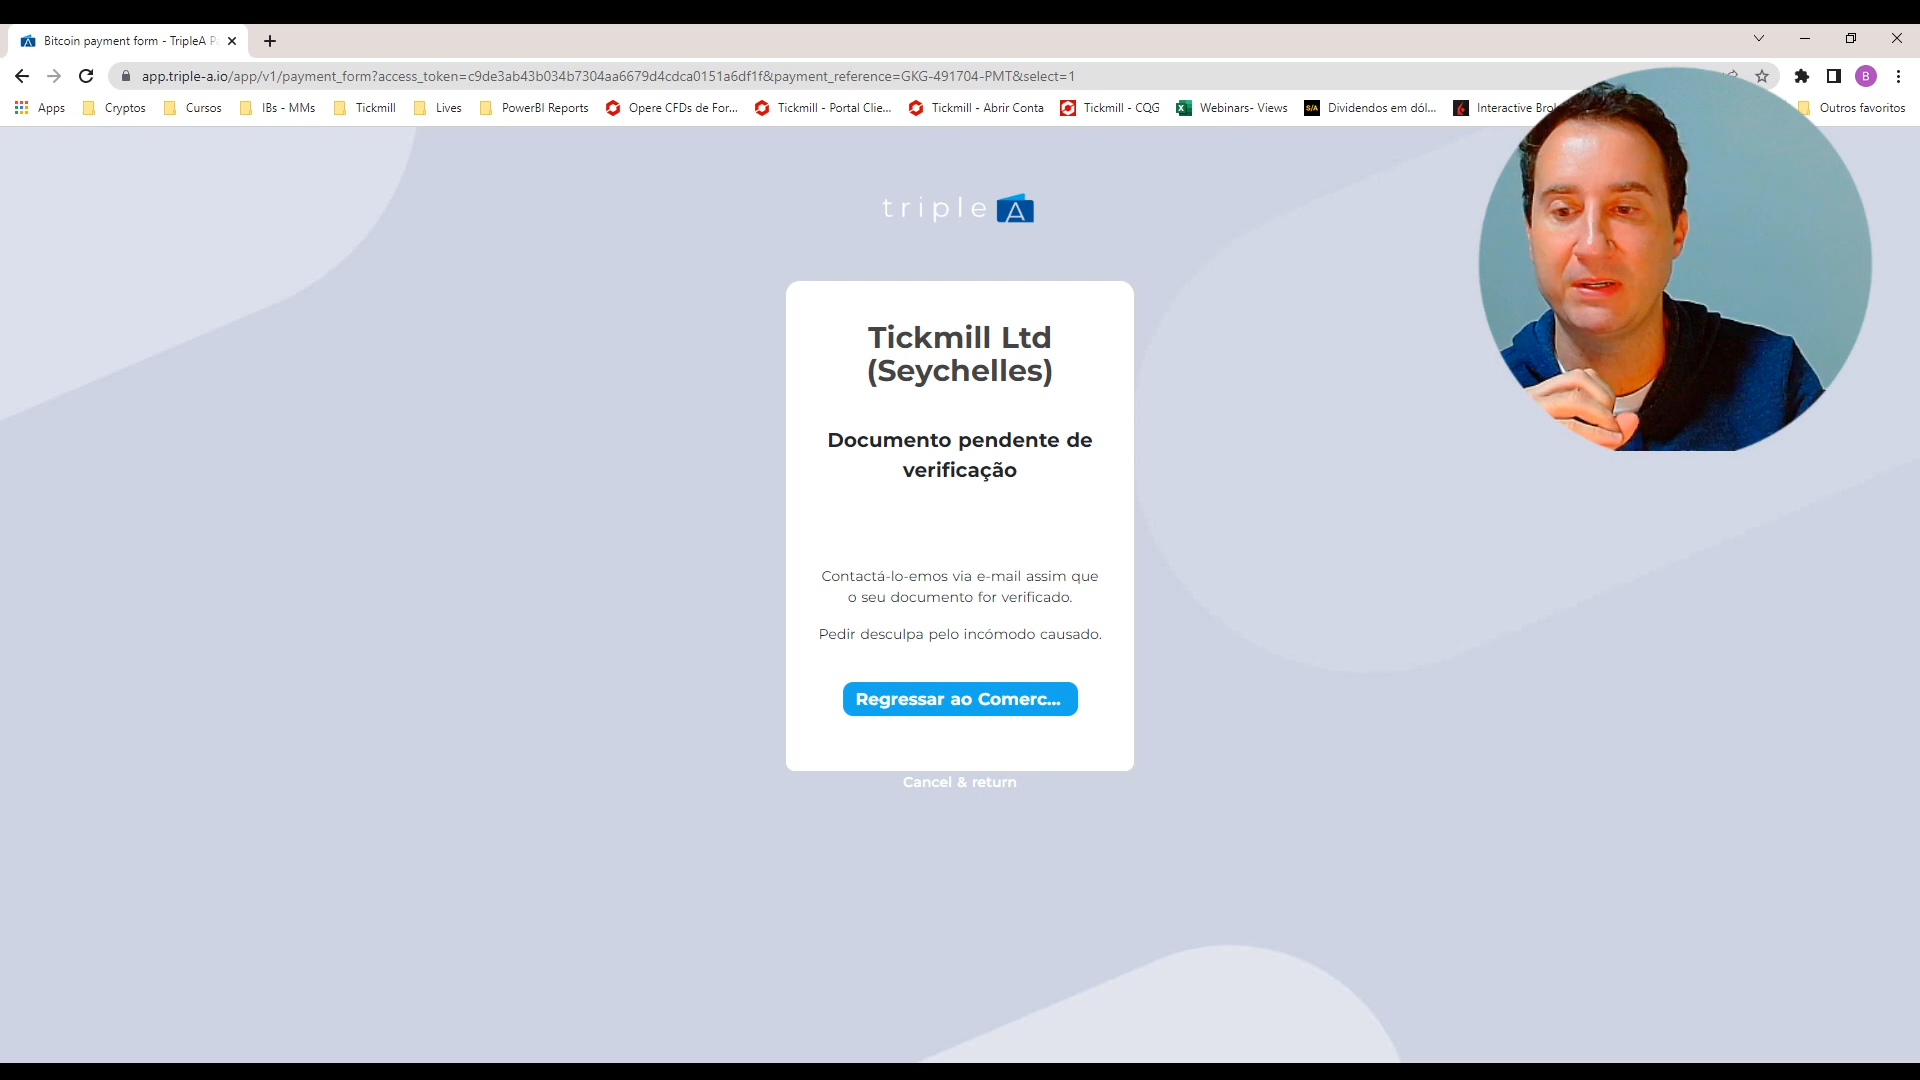 Bitcoin payment form - TripleA P
app.triple-a.io/app/v1/payment_form?access_token=c9de3ab43b034b7304aa6679d4cdca0151a6df1f&payment_reference=GKG-491704-PMT&select=1
B
Apps Cryptos Cursos IBs - MMs Tickmill Lives PowerBI Reports Opere CFDs de For... Tickmill - Portal Clie... Tickmill - Abrir Conta Tickmill - CQG Webinars- Views S/A Dividendos em dól... Interactive Bro Outros favoritos
triple A
Tickmill Ltd
(Seychelles)
Documento pendente de
verificação
Contactá-lo-emos via e-mail assim que
o seu documento for verificado.
Pedir desculpa pelo incómodo causado.
Regressar ao Comerc...
Cancel & return